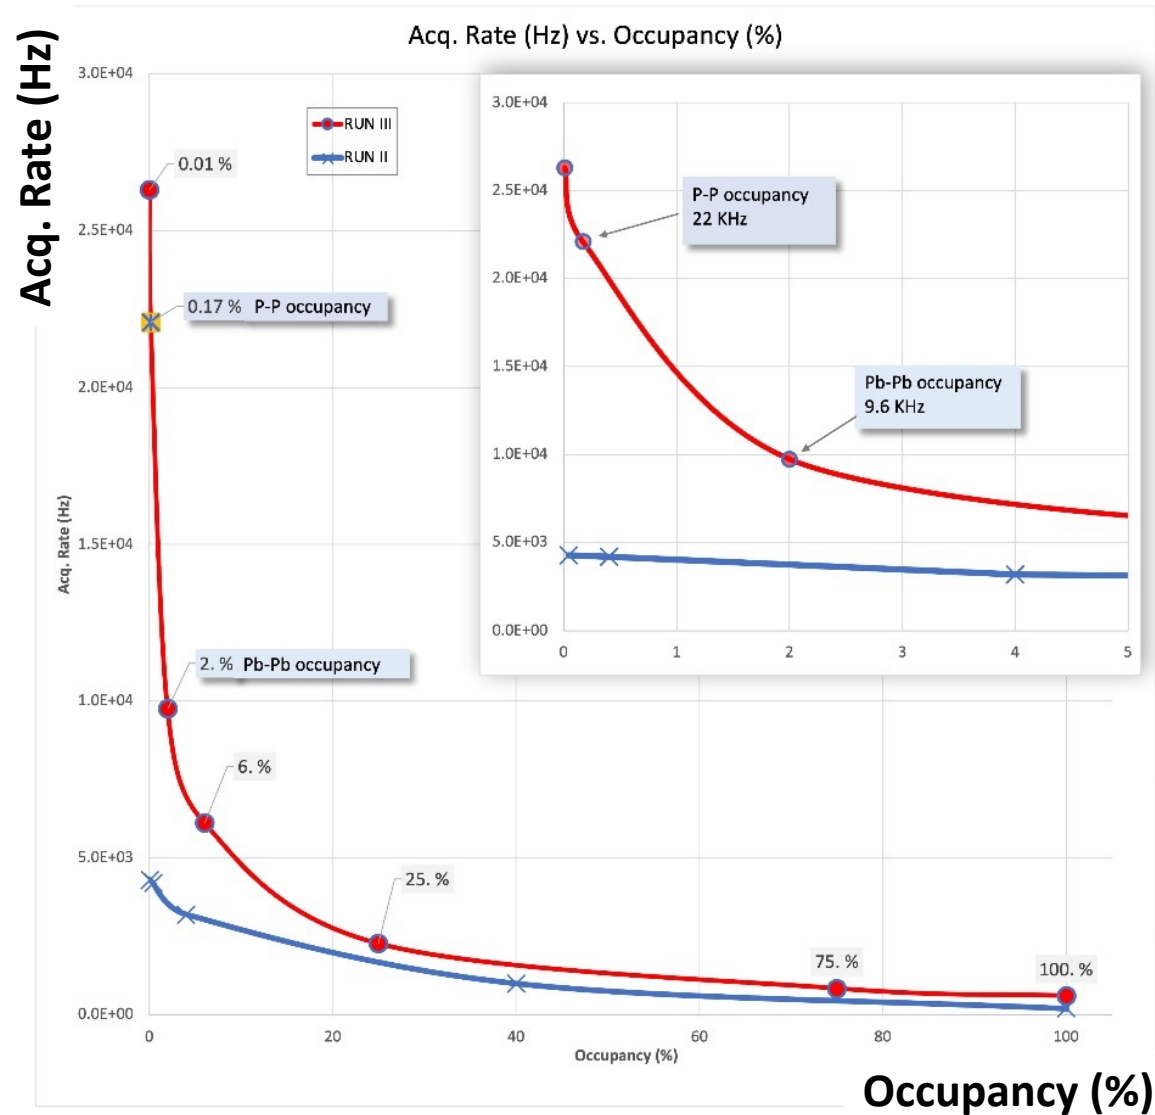 Acq. Rate (Hz) vs. Occupancy (%)
Acq. Rate (Hz)
3.0E+04
2.5E+04
2.0E+04
1.5E+04
1.0E+04
5.0E+03
0.0E+00
Acq. Rate (Hz)
RUN III
RUN II
0.01 %
0.17 % P-P occupancy
2. % Pb-Pb occupancy
6. %
25. %
75. %
100. %
3.0E+04
2.5E+04
2.0E+04
1.5E+04
1.0E+04
5.0E+03
0.0E+00
P-P occupancy
22 KHz
Pb-Pb occupancy
9.6 KHz
0 1 2 3 4 5
0 20 40 60 80 100
Occupancy (%)
Occupancy (%)